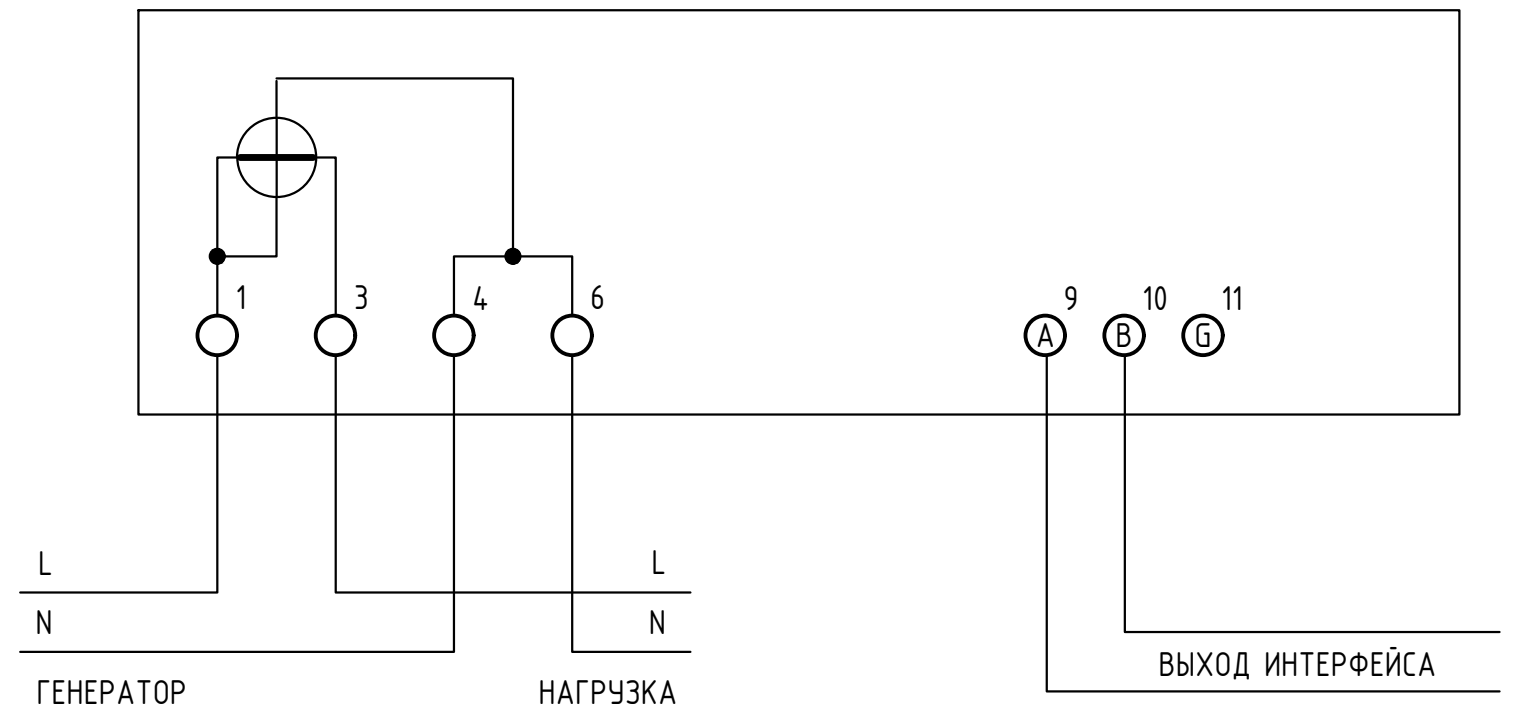 1 3 4 6 9 10 11
A B G
L L
N N
ВЫХОД ИНТЕРФЕЙСА
ГЕНЕРАТОР НАГРУЗКА